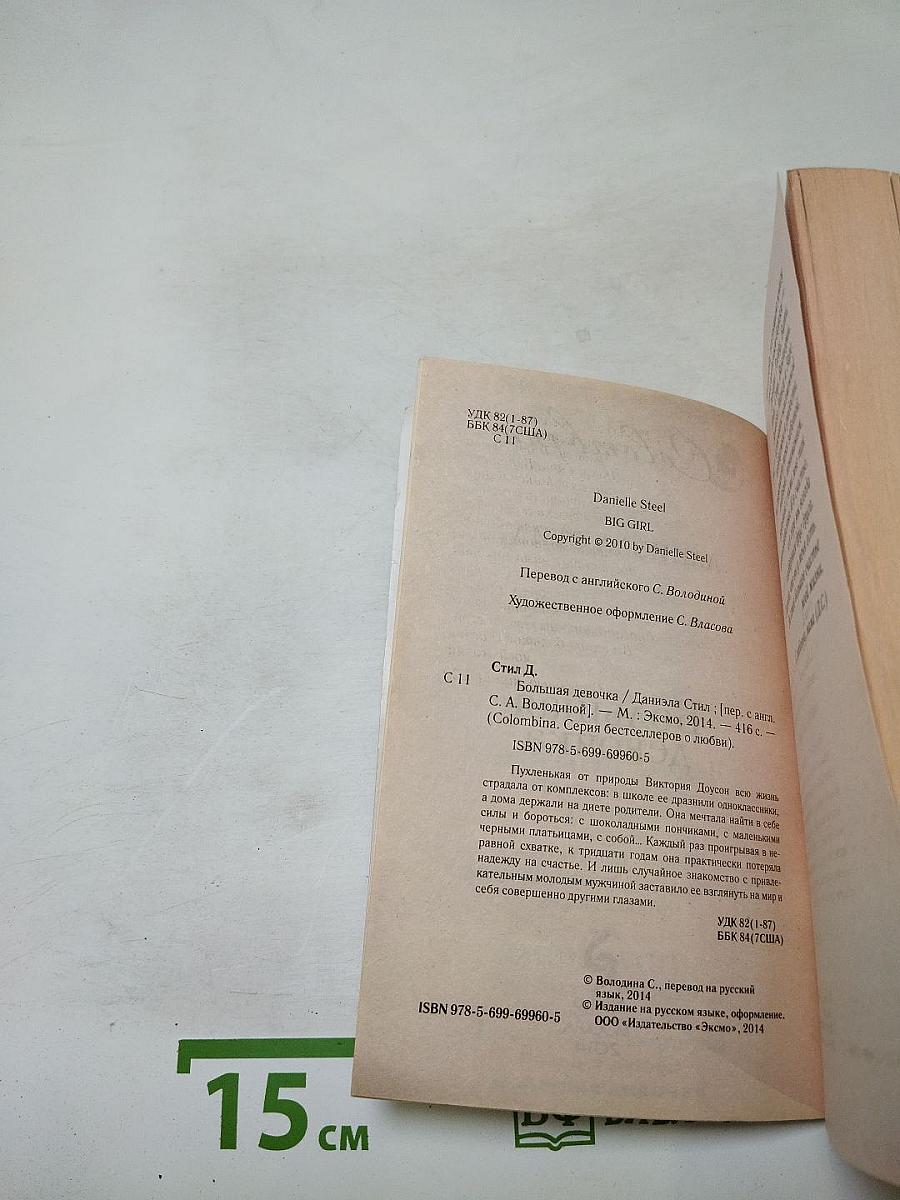 УДК 82(1-87)
ББК 84(7США)
С 11
Danielle Steel
BIG GIRL
Copyright © 2010 by Danielle Steel
Перевод с английского С. Володиной
Художественное оформление С. Власова
Стил Д.
С 11
Большая девочка / Даниэла Стил ; [пер. с англ.
С. А. Володиной]. — М. : Эксмо, 2014. — 416 с. —
(Colombina. Серия бестселлеров о любви).
ISBN 978-5-699-69960-5
Пухленькая от природы Виктория Доусон всю жизнь
страдала от комплексов: в школе ее дразнили одноклассники,
а дома держали на диете родители. Она мечтала найти в себе
силы и бороться: с шоколадными пончиками, с маленькими
черными платьицами, с собой... Каждый раз проигрывая в не-
равной схватке, к тридцати годам она практически потеряла
надежду на счастье. И лишь случайное знакомство с привле-
кательным молодым мужчиной заставило ее взглянуть на мир и
себя совершенно другими глазами.
УДК 82(1-87)
ББК 84(7США)
© Володина С., перевод на русский
язык, 2014
© Издание на русском языке, оформление.
ООО «Издательство «Эксмо», 2014
ISBN 978-5-699-69960-5
15 см